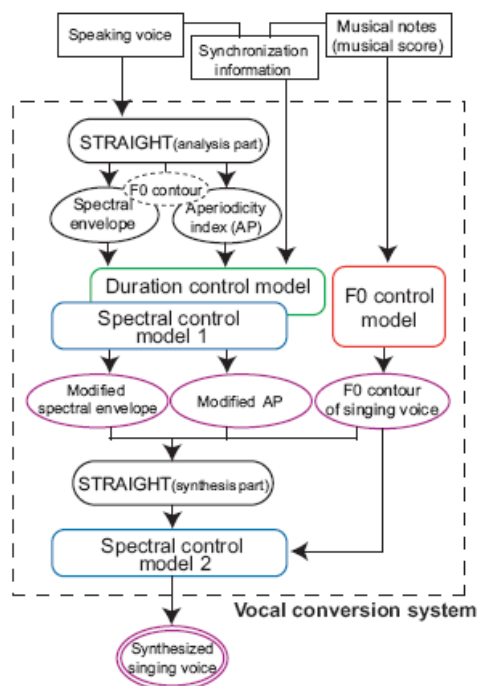 Speaking voice
Synchronization
information
Musical notes
(musical score)
STRAIGHT(analysis part)
F0 contour
Spectral
envelope
Aperiodicity
index (AP)
Duration control model
Spectral control
model 1
F0 control
model
Modified
spectral envelope
Modified AP
F0 contour
of singing voice
STRAIGHT(synthesis part)
Spectral control
model 2
Vocal conversion system
Synthesized
singing voice